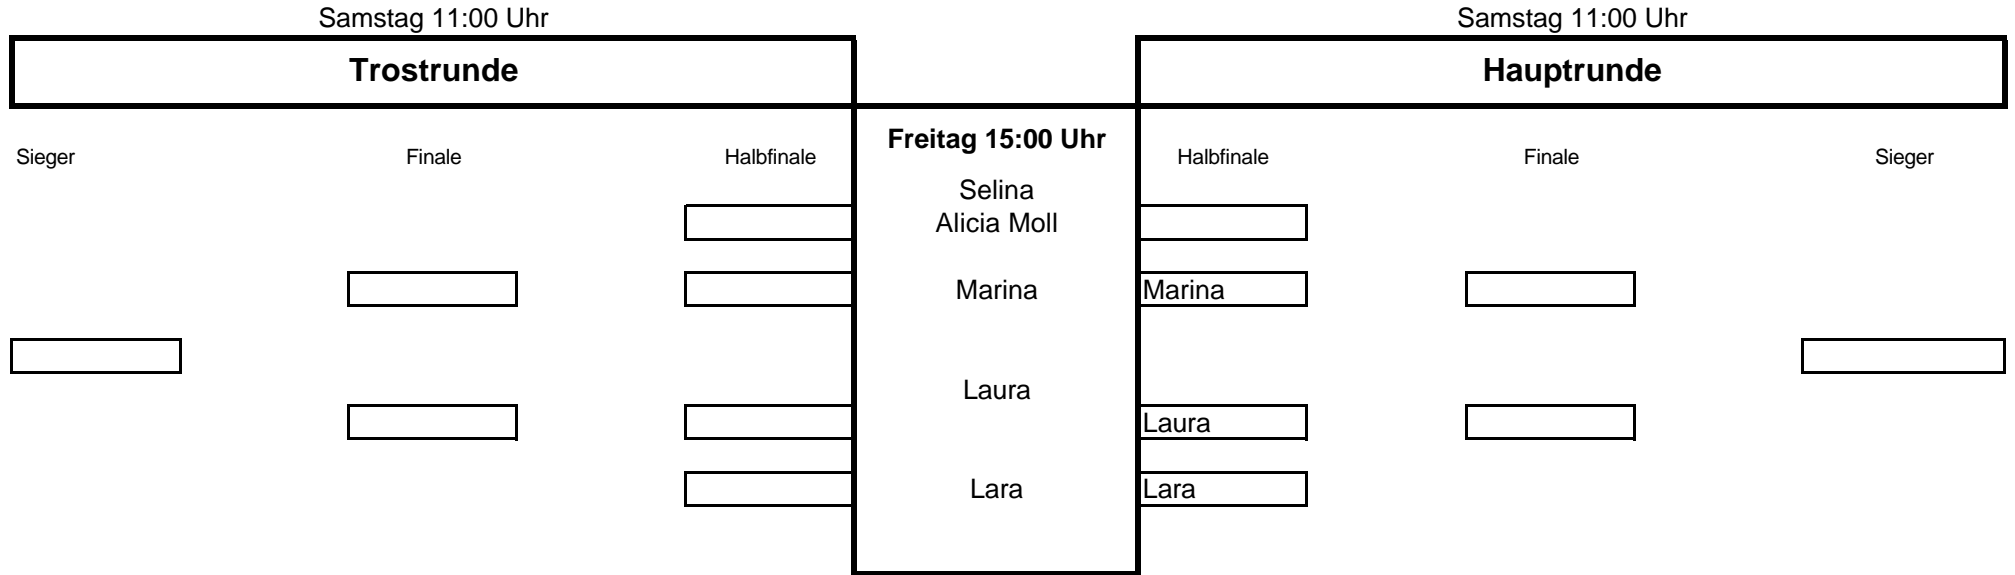 Samstag 11:00 Uhr Samstag 11:00 Uhr
Trostrunde Hauptrunde
Freitag 15:00 Uhr
Sieger Finale Halbfinale Halbfinale Finale Sieger
Selina
Alicia Moll
Marina Marina
Laura
Laura
Lara Lara